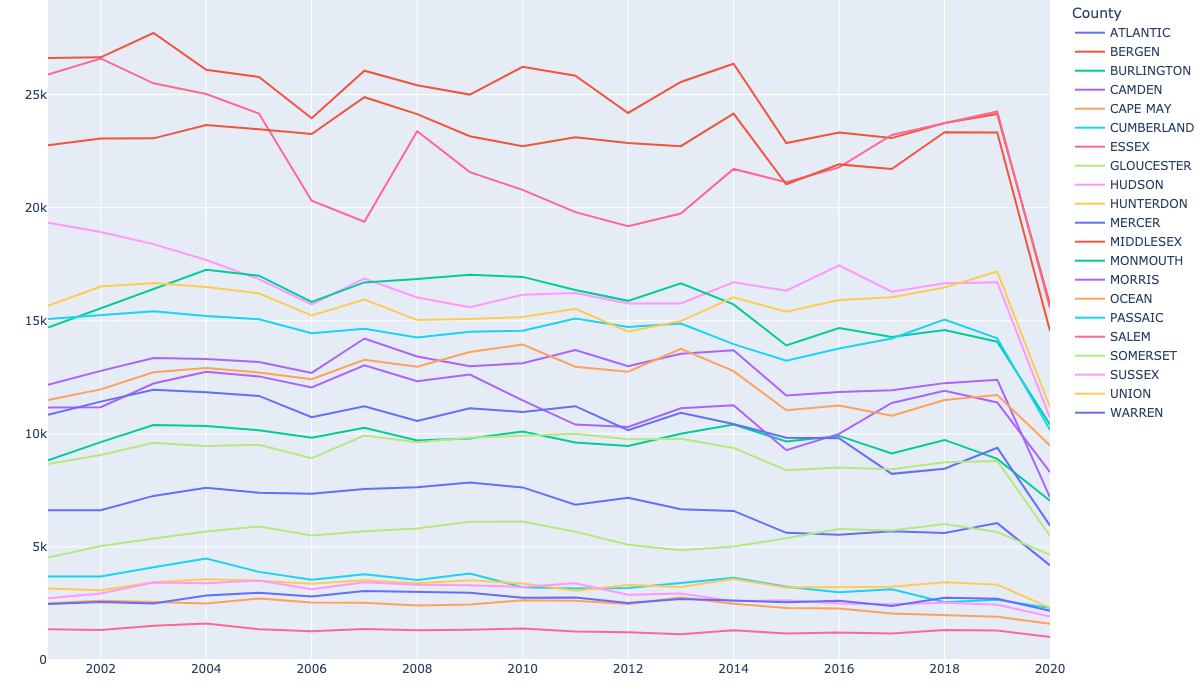 County
ATLANTIC
BERGEN
BURLINGTON
CAMDEN
CAPE MAY
CUMBERLAND
ESSEX
GLOUCESTER
HUDSON
HUNTERDON
MERCER
MIDDLESEX
MONMOUTH
MORRIS
OCEAN
PASSAIC
SALEM
SOMERSET
SUSSEX
UNION
WARREN
25k
20k
15k
10k
5k
0
2002 2004 2006 2008 2010 2012 2014 2016 2018 2020